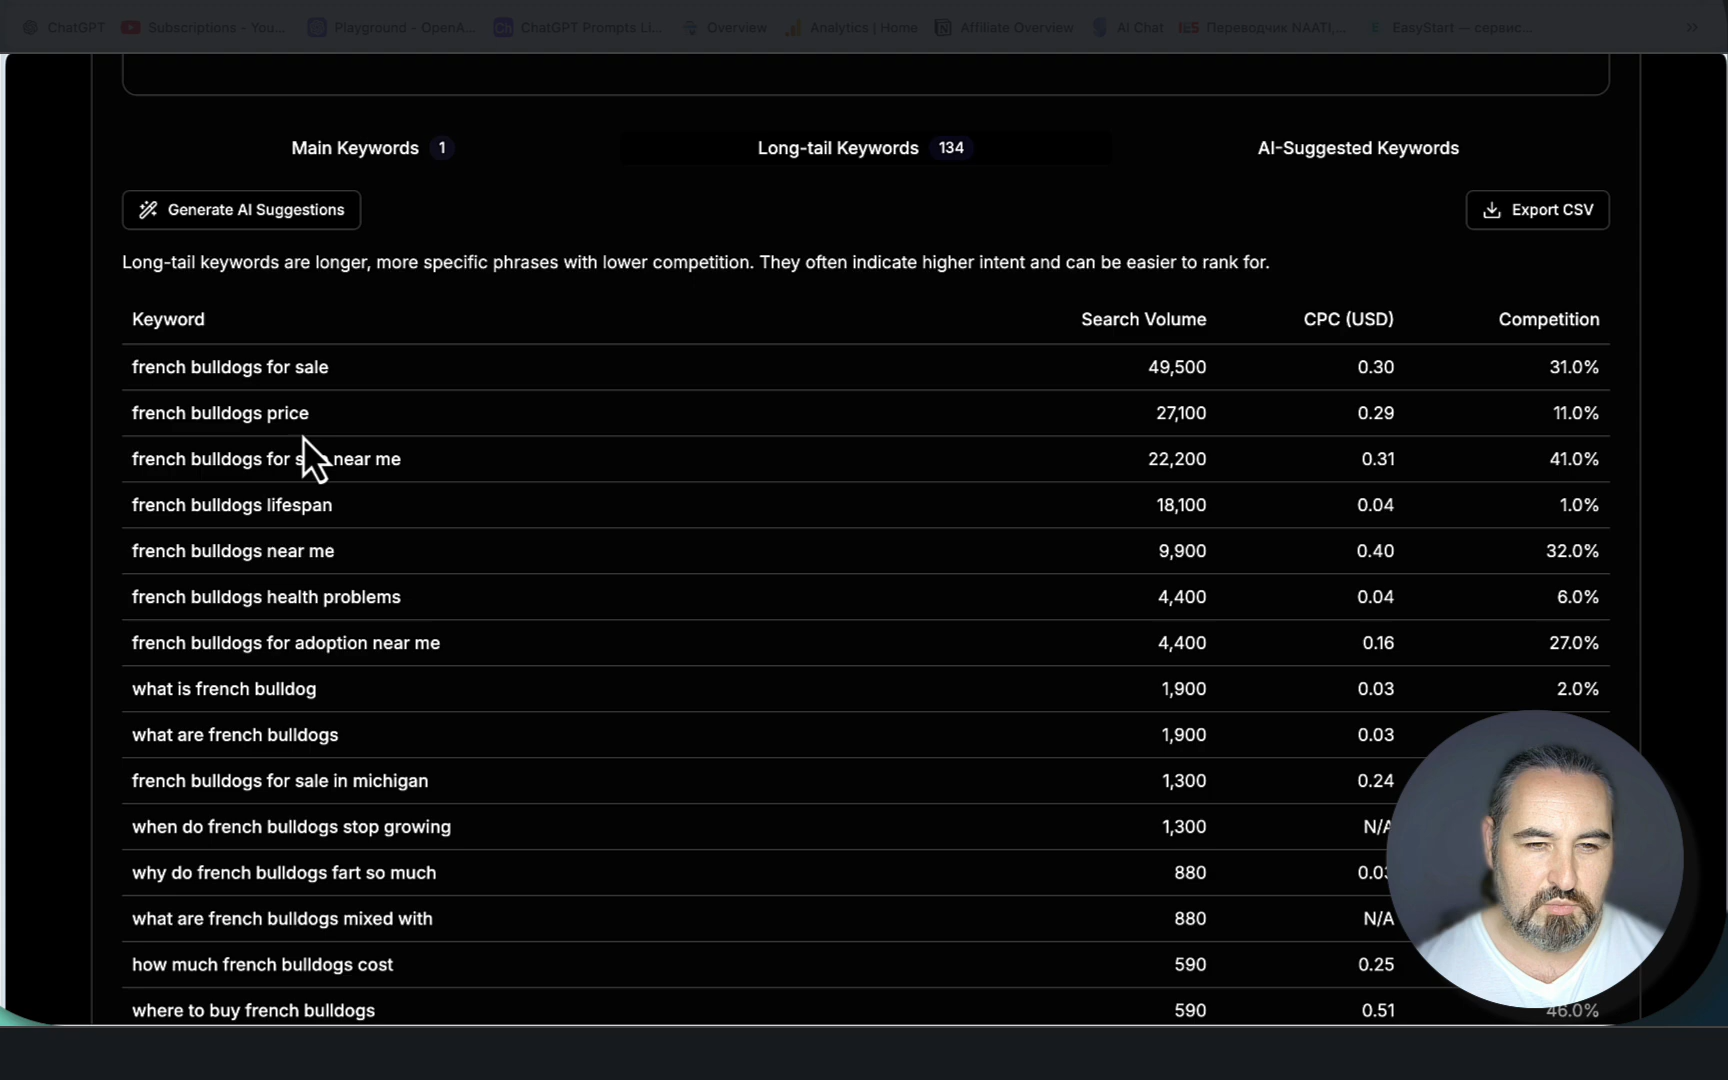 ChatGPT Subscriptions - You... Playground - OpenA... ChatGPT Prompts Li... Overview Analytics | Home Affiliate Overview AI Chat IES Переводчик NAATI,... E EasyStart — сервис... »
Main Keywords 1 Long-tail Keywords 134 AI-Suggested Keywords
Generate AI Suggestions Export CSV
Long-tail keywords are longer, more specific phrases with lower competition. They often indicate higher intent and can be easier to rank for.
Keyword Search Volume CPC (USD) Competition
french bulldogs for sale 49,500 0.30 31.0%
french bulldogs price 27,100 0.29 11.0%
french bulldogs for near me 22,200 0.31 41.0%
french bulldogs lifespan 18,100 0.04 1.0%
french bulldogs near me 9,900 0.40 32.0%
french bulldogs health problems 4,400 0.04 6.0%
french bulldogs for adoption near me 4,400 0.16 27.0%
what is french bulldog 1,900 0.03 2.0%
what are french bulldogs 1,900 0.03
french bulldogs for sale in michigan 1,300 0.24
when do french bulldogs stop growing 1,300 N/A
why do french bulldogs fart so much 880 0.03
what are french bulldogs mixed with 880 N/A
how much french bulldogs cost 590 0.25
where to buy french bulldogs 590 0.51 46.0%